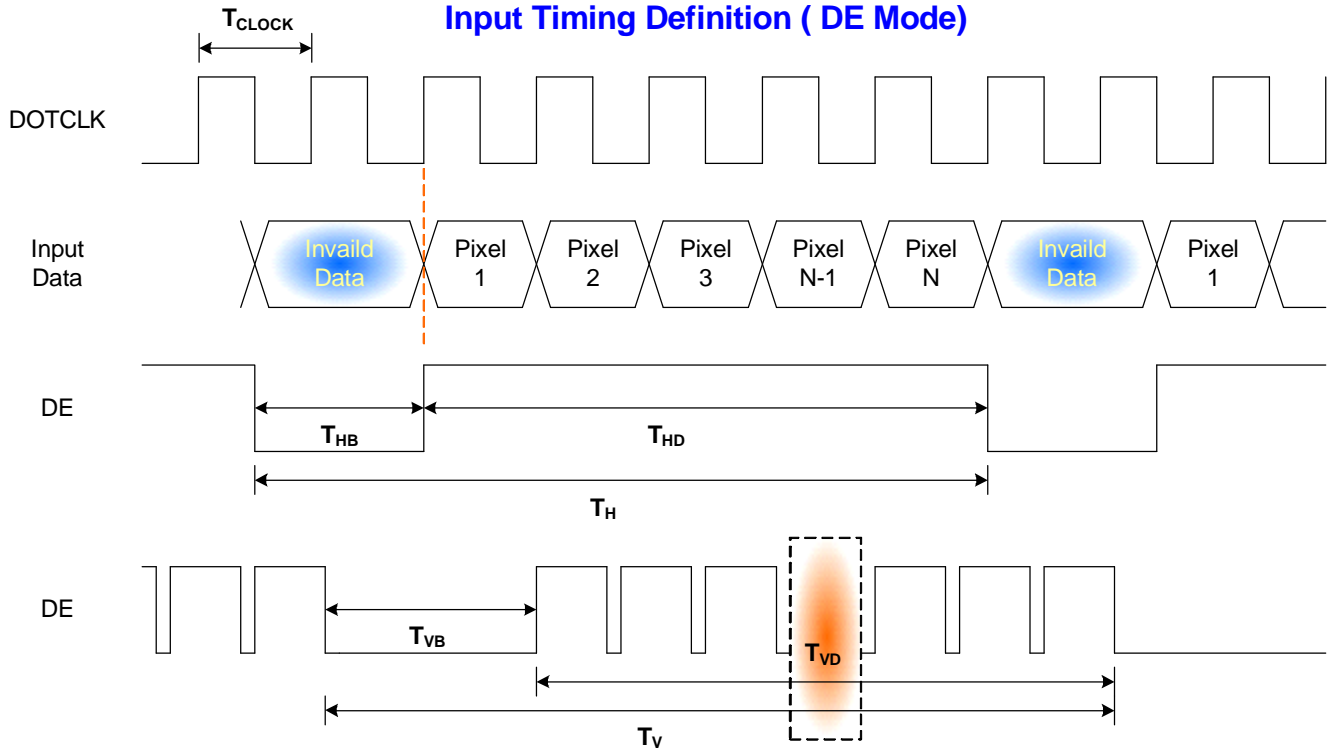 Input Timing Definition ( DE Mode)
TCLOCK
DOTCLK
Input
Data
Invaild
Data
Pixel
1
Pixel
2
Pixel
3
Pixel
N-1
Pixel
N
Invaild
Data
Pixel
1
DE
THB
THD
TH
DE
TVB
TVD
TV